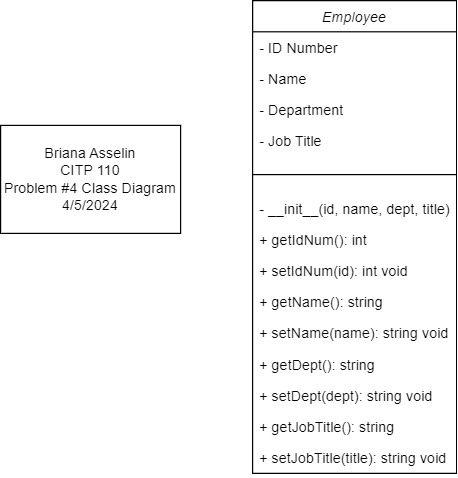 Briana Asselin
CITP 110
Problem #4 Class Diagram
4/5/2024
Employee
- ID Number
- Name
- Department
- Job Title
- __init__(id, name, dept, title)
+ getIdNum(): int
+ setIdNum(id): int void
+ getName(): string
+ setName(name): string void
+ getDept(): string
+ setDept(dept): string void
+ getJobTitle(): string
+ setJobTitle(title): string void